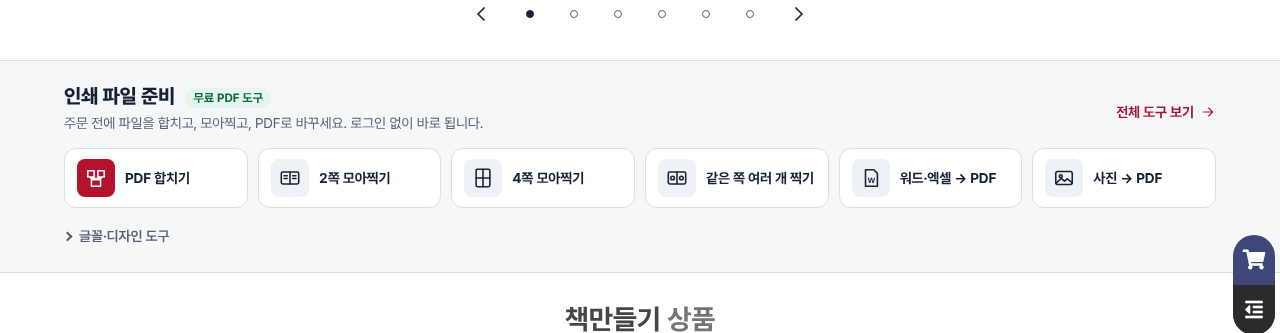 인쇄 파일 준비 무료 PDF 도구
주문 전에 파일을 합치고, 모아찍고, PDF로 바꾸세요. 로그인 없이 바로 됩니다.
전체 도구 보기 →
PDF 합치기
2쪽 모아찍기
4쪽 모아찍기
같은 쪽 여러 개 찍기
W
워드·엑셀 → PDF
사진 → PDF
글꼴·디자인 도구
책만들기 상품